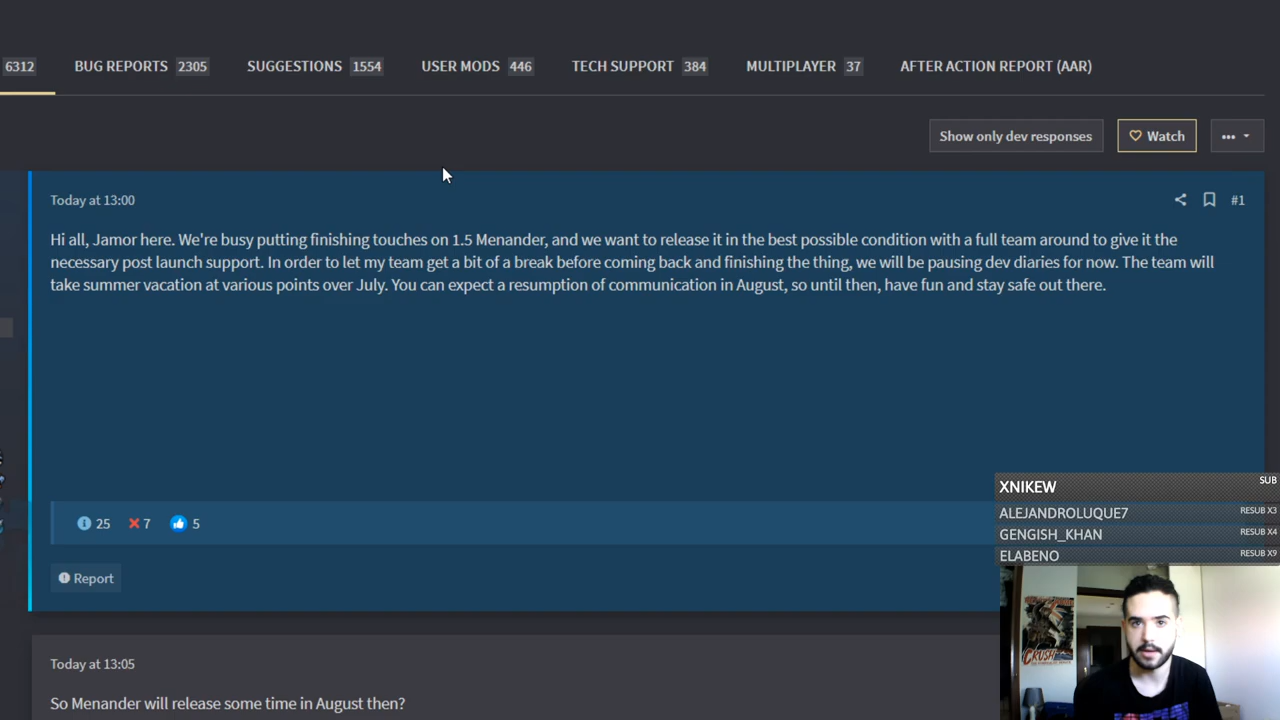 6312 BUG REPORTS 2305 SUGGESTIONS 1554 USER MODS 446 TECH SUPPORT 384 MULTIPLAYER 37 AFTER ACTION REPORT (AAR)
Show only dev responses Watch
Today at 13:00 #1
Hi all, Jamor here. We're busy putting finishing touches on 1.5 Menander, and we want to release it in the best possible condition with a full team around to give it the
necessary post launch support. In order to let my team get a bit of a break before coming back and finishing the thing, we will be pausing dev diaries for now. The team will
take summer vacation at various points over July. You can expect a resumption of communication in August, so until then, have fun and stay safe out there.
25 7 5
Report
Today at 13:05
So Menander will release some time in August then?
XNIKEW SUB
ALEJANDROLUQUE7 RESUB X3
GENGISH_KHAN RESUB X4
ELABENO RESUB X9
CRUSH